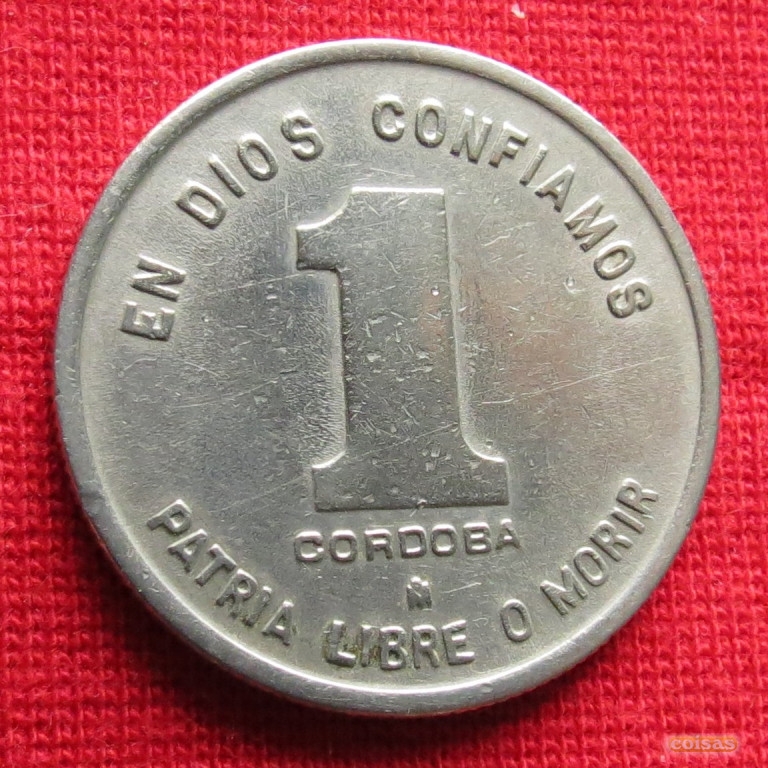 EN DIOS CONFIAMOS
1
CORDOBA
Ñ
PATRIA LIBRE O MORIR
coisas